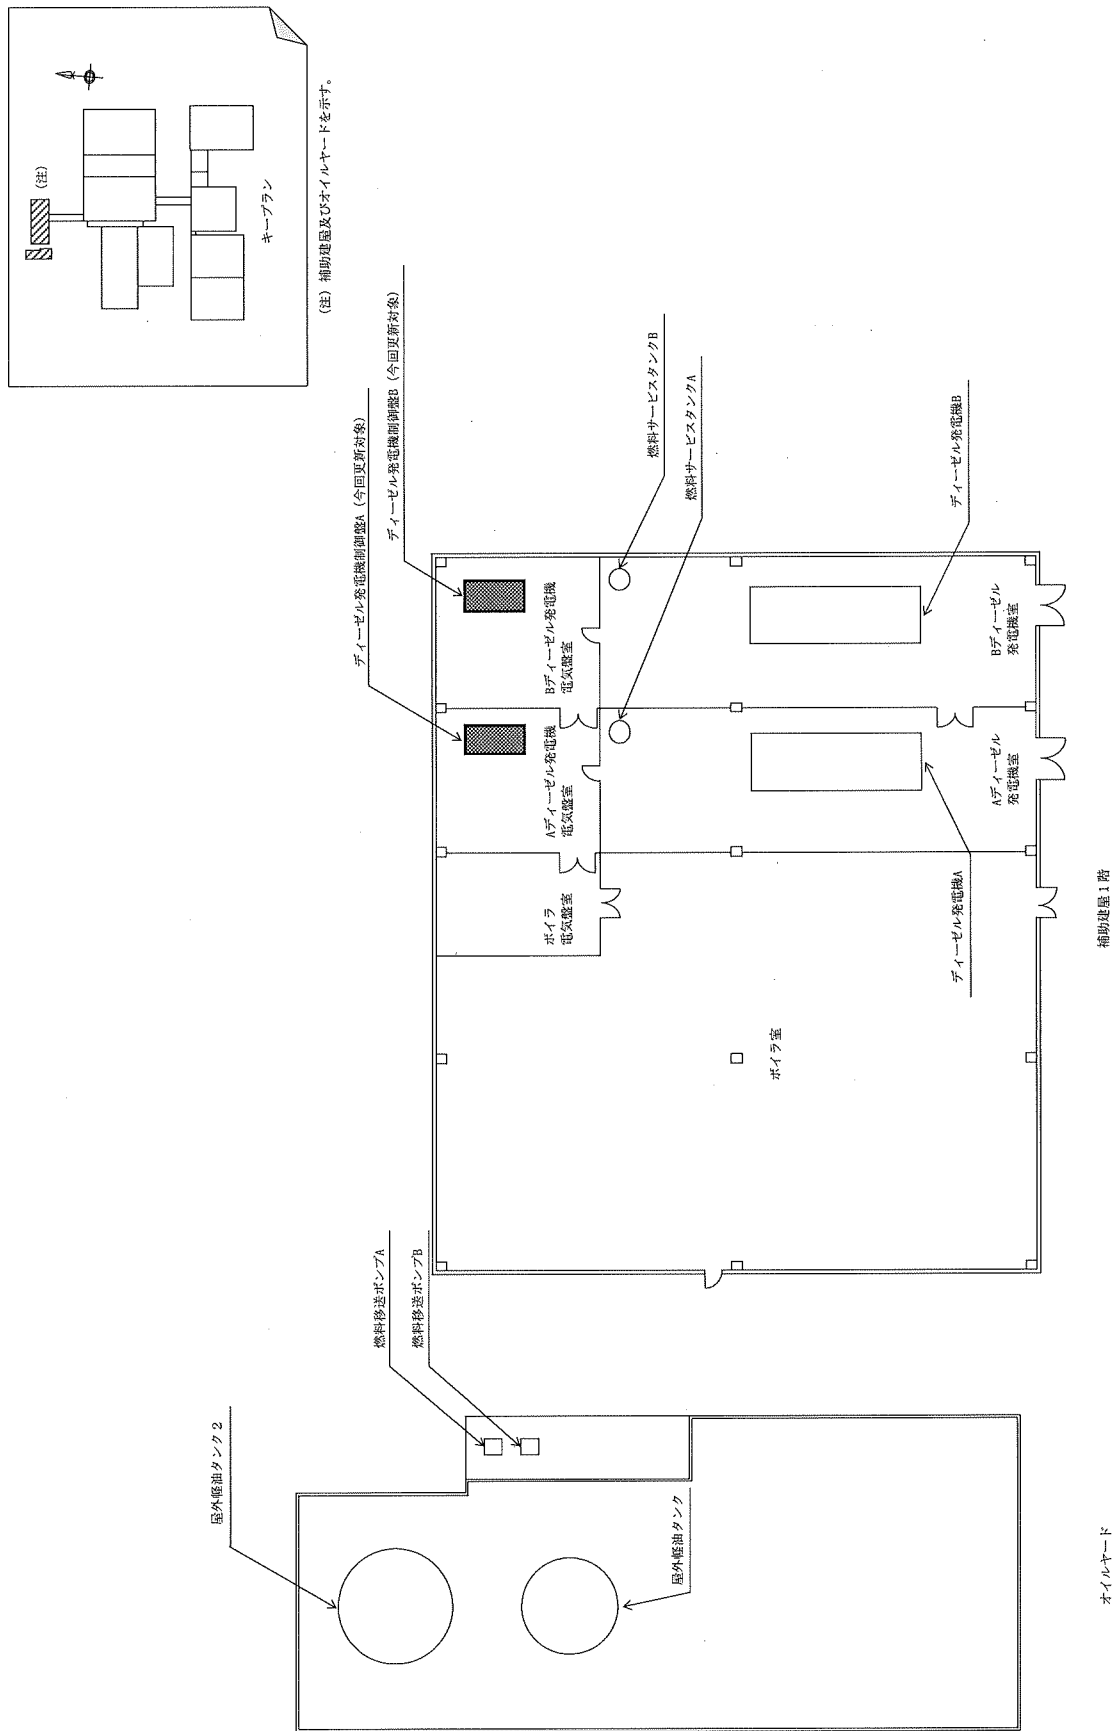 キープラン
(注)
(注) 補助建屋及びオイルヤードを示す。
ディーゼル発電機制御盤A (今回更新対象)
ディーゼル発電機制御盤B (今回更新対象)
燃料サービスタンクB
燃料サービスタンクA
ディーゼル発電機B
ディーゼル発電機A
Bディーゼル発電機
電気盤室
Aディーゼル発電機
電気盤室
ボイラ
電気盤室
Bディーゼル
発電機室
Aディーゼル
発電機室
ボイラ室
補助建屋1階
燃料移送ポンプA
燃料移送ポンプB
屋外軽油タンク2
屋外軽油タンク
オイルヤード